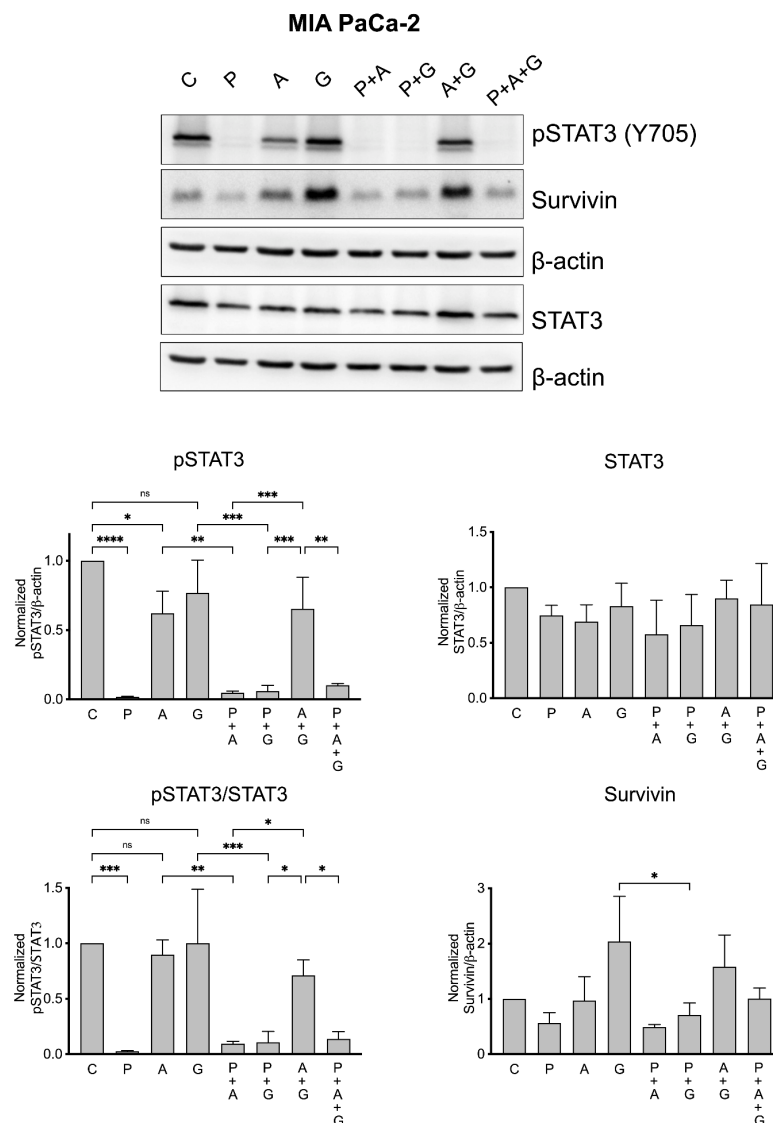 MIA PaCa-2
C P A G P+A P+G A+G P+A+G
pSTAT3 (Y705)
Survivin
β-actin
STAT3
β-actin
pSTAT3
ns
***
* ***
**** ** *** **
Normalized
pSTAT3/β-actin
1.0
0.5
0.0
C P A G P+A P+G A+G P+A+G
STAT3
Normalized
STAT3/β-actin
1.5
1.0
0.5
0.0
C P A G P+A P+G A+G P+A+G
pSTAT3/STAT3
ns
*
ns ***
*** ** * *
Normalized
pSTAT3/STAT3
1.5
1.0
0.5
0.0
C P A G P+A P+G A+G P+A+G
Survivin
*
Normalized
Survivin/β-actin
3
2
1
0
C P A G P+A P+G A+G P+A+G